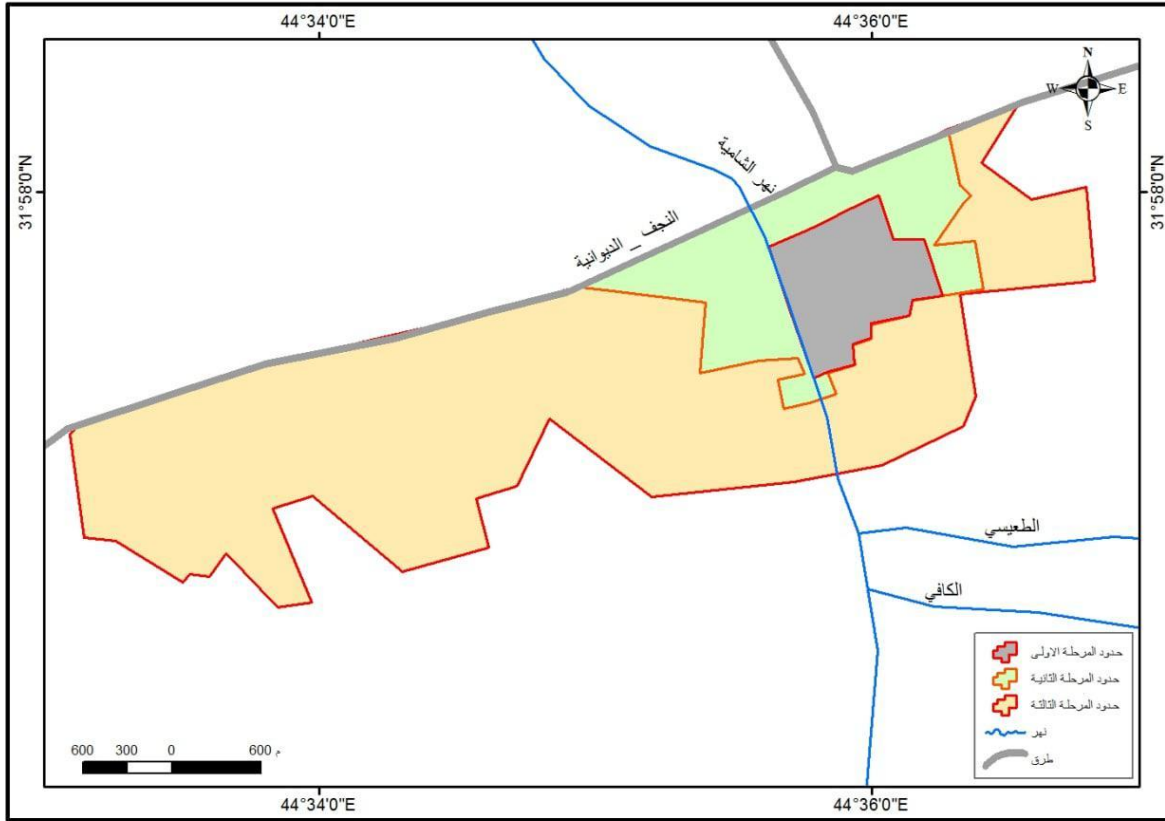 44°34'0"E
44°36'0"E
N
W E
S
31°58'0"N
31°58'0"N
نهر الشامية
النجف _ الديوانية
الطعيسي
الكافي
حدود المرحلة الاولى
حدود المرحلة الثانية
حدود المرحلة الثالثة
نهر
طرق
600 300 0 600 م
44°34'0"E
44°36'0"E